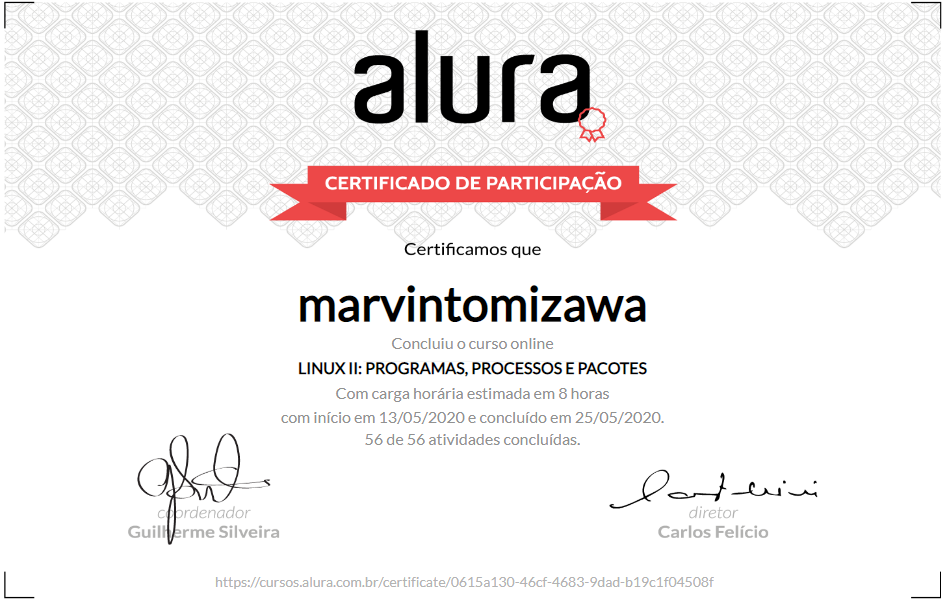 alura
CERTIFICADO DE PARTICIPAÇÃO
Certificamos que
marvintomizawa
Concluiu o curso online
LINUX II: PROGRAMAS, PROCESSOS E PACOTES
Com carga horária estimada em 8 horas
com início em 13/05/2020 e concluído em 25/05/2020.
56 de 56 atividades concluídas.
coordenador
Guilherme Silveira
diretor
Carlos Felício
https://cursos.alura.com.br/certificate/0615a130-46cf-4683-9dad-b19c1f04508f